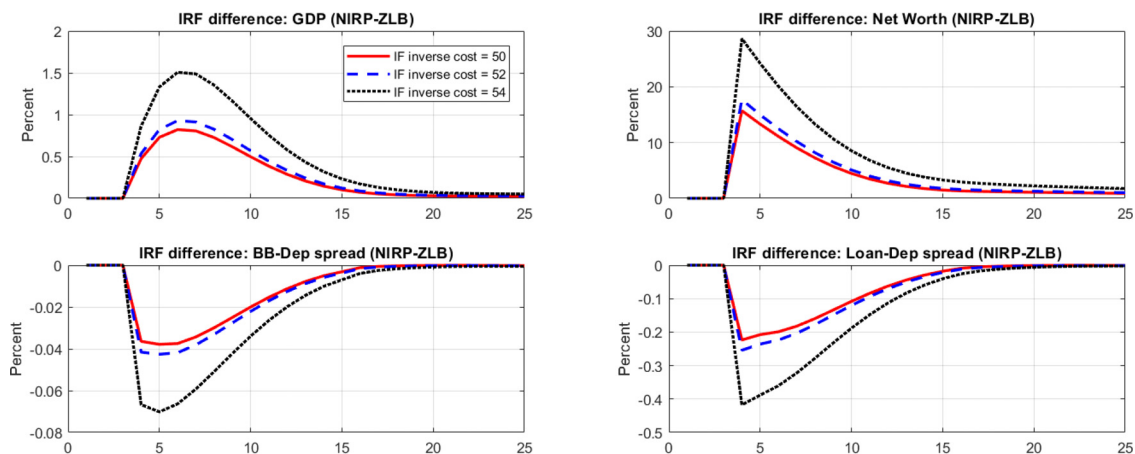 IRF difference: GDP (NIRP-ZLB)
Percent
2
1.5
1
0.5
0
0 5 10 15 20 25
IF inverse cost = 50
IF inverse cost = 52
IF inverse cost = 54
IRF difference: Net Worth (NIRP-ZLB)
Percent
30
20
10
0
0 5 10 15 20 25
IRF difference: BB-Dep spread (NIRP-ZLB)
Percent
0
-0.02
-0.04
-0.06
-0.08
0 5 10 15 20 25
IRF difference: Loan-Dep spread (NIRP-ZLB)
Percent
0
-0.1
-0.2
-0.3
-0.4
-0.5
0 5 10 15 20 25